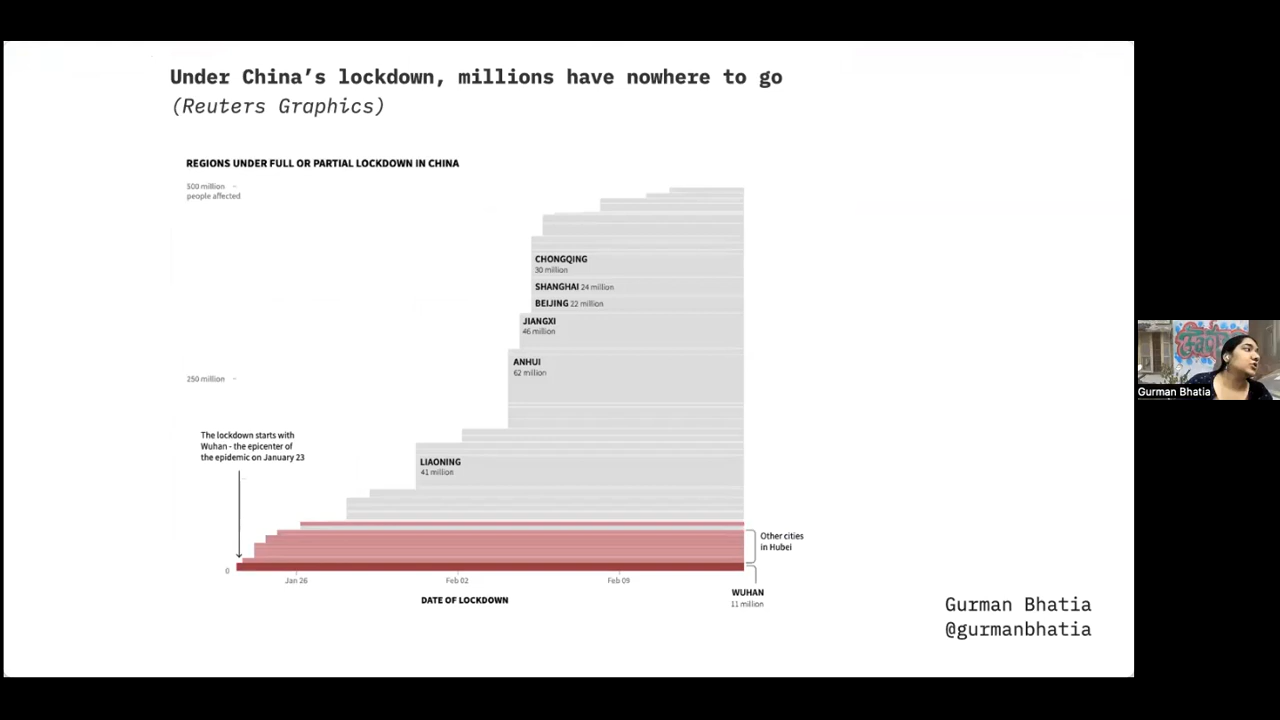 Under China’s lockdown, millions have nowhere to go
(Reuters Graphics)
REGIONS UNDER FULL OR PARTIAL LOCKDOWN IN CHINA
500 million
people affected
CHONGQING
30 million
SHANGHAI 24 million
BEIJING 22 million
JIANGXI
46 million
ANHUI
62 million
250 million
The lockdown starts with
Wuhan - the epicenter of
the epidemic on January 23
LIAONING
41 million
Other cities
in Hubei
0
Jan 26
Feb 02
Feb 09
DATE OF LOCKDOWN
WUHAN
11 million
Gurman Bhatia
@gurmanbhatia
Gurman Bhatia